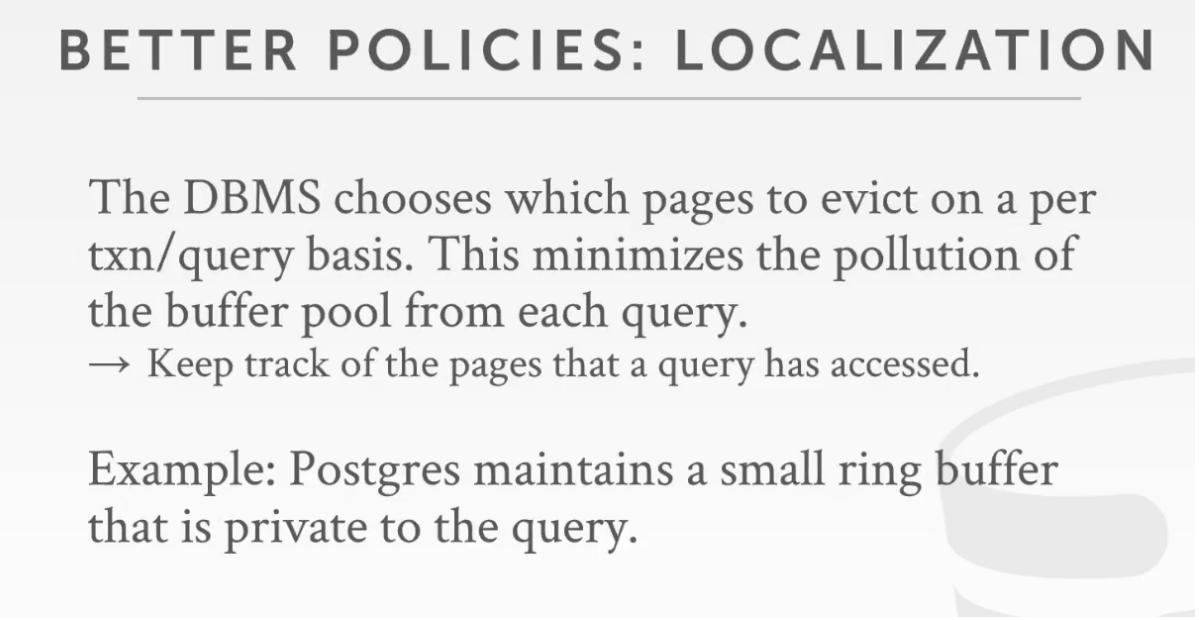 BETTER POLICIES: LOCALIZATION
The DBMS chooses which pages to evict on a per
txn/query basis. This minimizes the pollution of
the buffer pool from each query.
→ Keep track of the pages that a query has accessed.
Example: Postgres maintains a small ring buffer
that is private to the query.